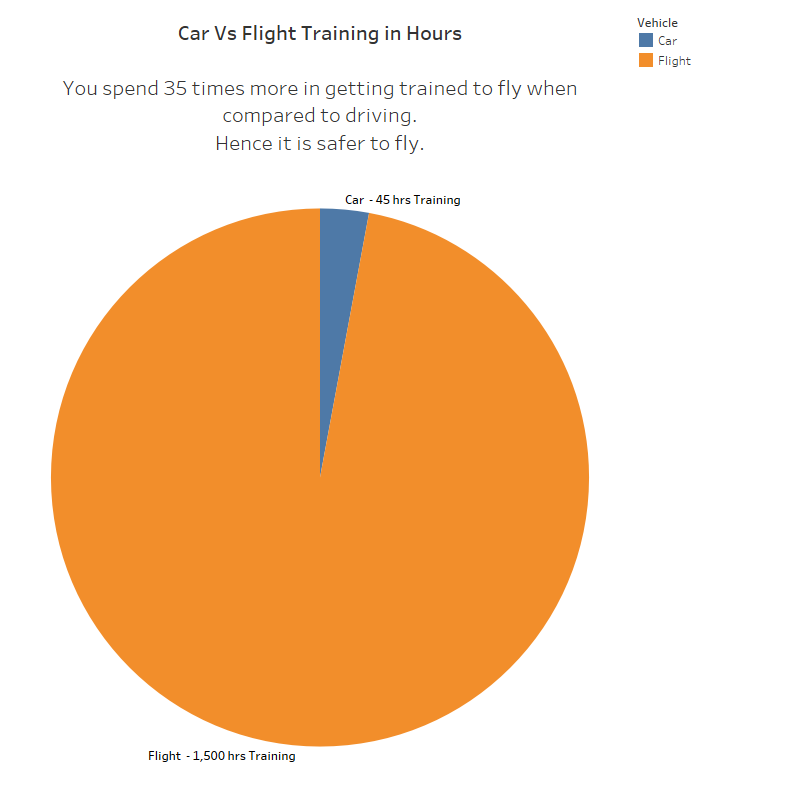 Car Vs Flight Training in Hours
You spend 35 times more in getting trained to fly when
compared to driving.
Hence it is safer to fly.
Vehicle
Car
Flight
Car - 45 hrs Training
Flight - 1,500 hrs Training